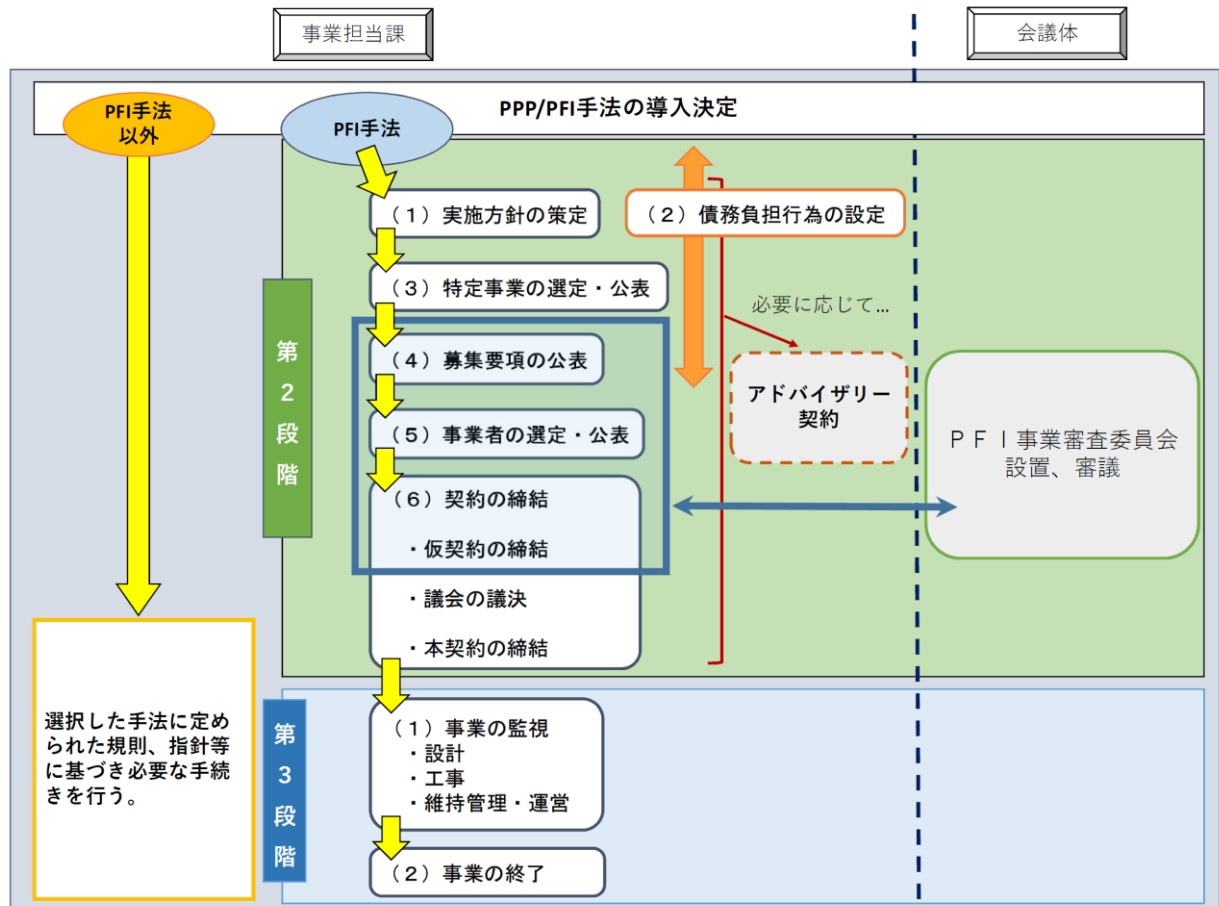 事業担当課
会議体
PPP/PFI手法の導入決定
PFI手法
以外
PFI手法
（１）実施方針の策定
（２）債務負担行為の設定
（３）特定事業の選定・公表
必要に応じて…
（４）募集要項の公表
アドバイザリー
契約
（５）事業者の選定・公表
ＰＦＩ事業審査委員会
設置、審議
（６）契約の締結
・仮契約の締結
・議会の議決
・本契約の締結
第２段階
選択した手法に定め
られた規則、指針等
に基づき必要な手続
きを行う。
第３段階
（１）事業の監視
・設計
・工事
・維持管理・運営
（２）事業の終了